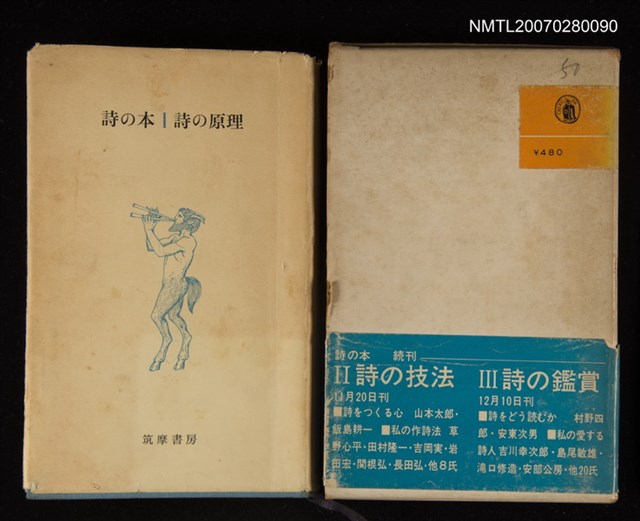 NMTL20070280090
詩の本 I 詩の原理
筑摩書房
50
¥480
詩の本 続刊
II 詩の技法
11月20日刊
■詩をつくる心 山本太郎・
飯島耕一 ■私の作詩法 草
野心平・田村隆一・吉岡実・岩
田宏・関根弘・長田弘・他8氏
III 詩の鑑賞
12月10日刊
■詩をどう読むか 村野四
郎・安東次男 ■私の愛する
詩人 吉川幸次郎・島尾敏雄・
滝口修造・安部公房・他20氏